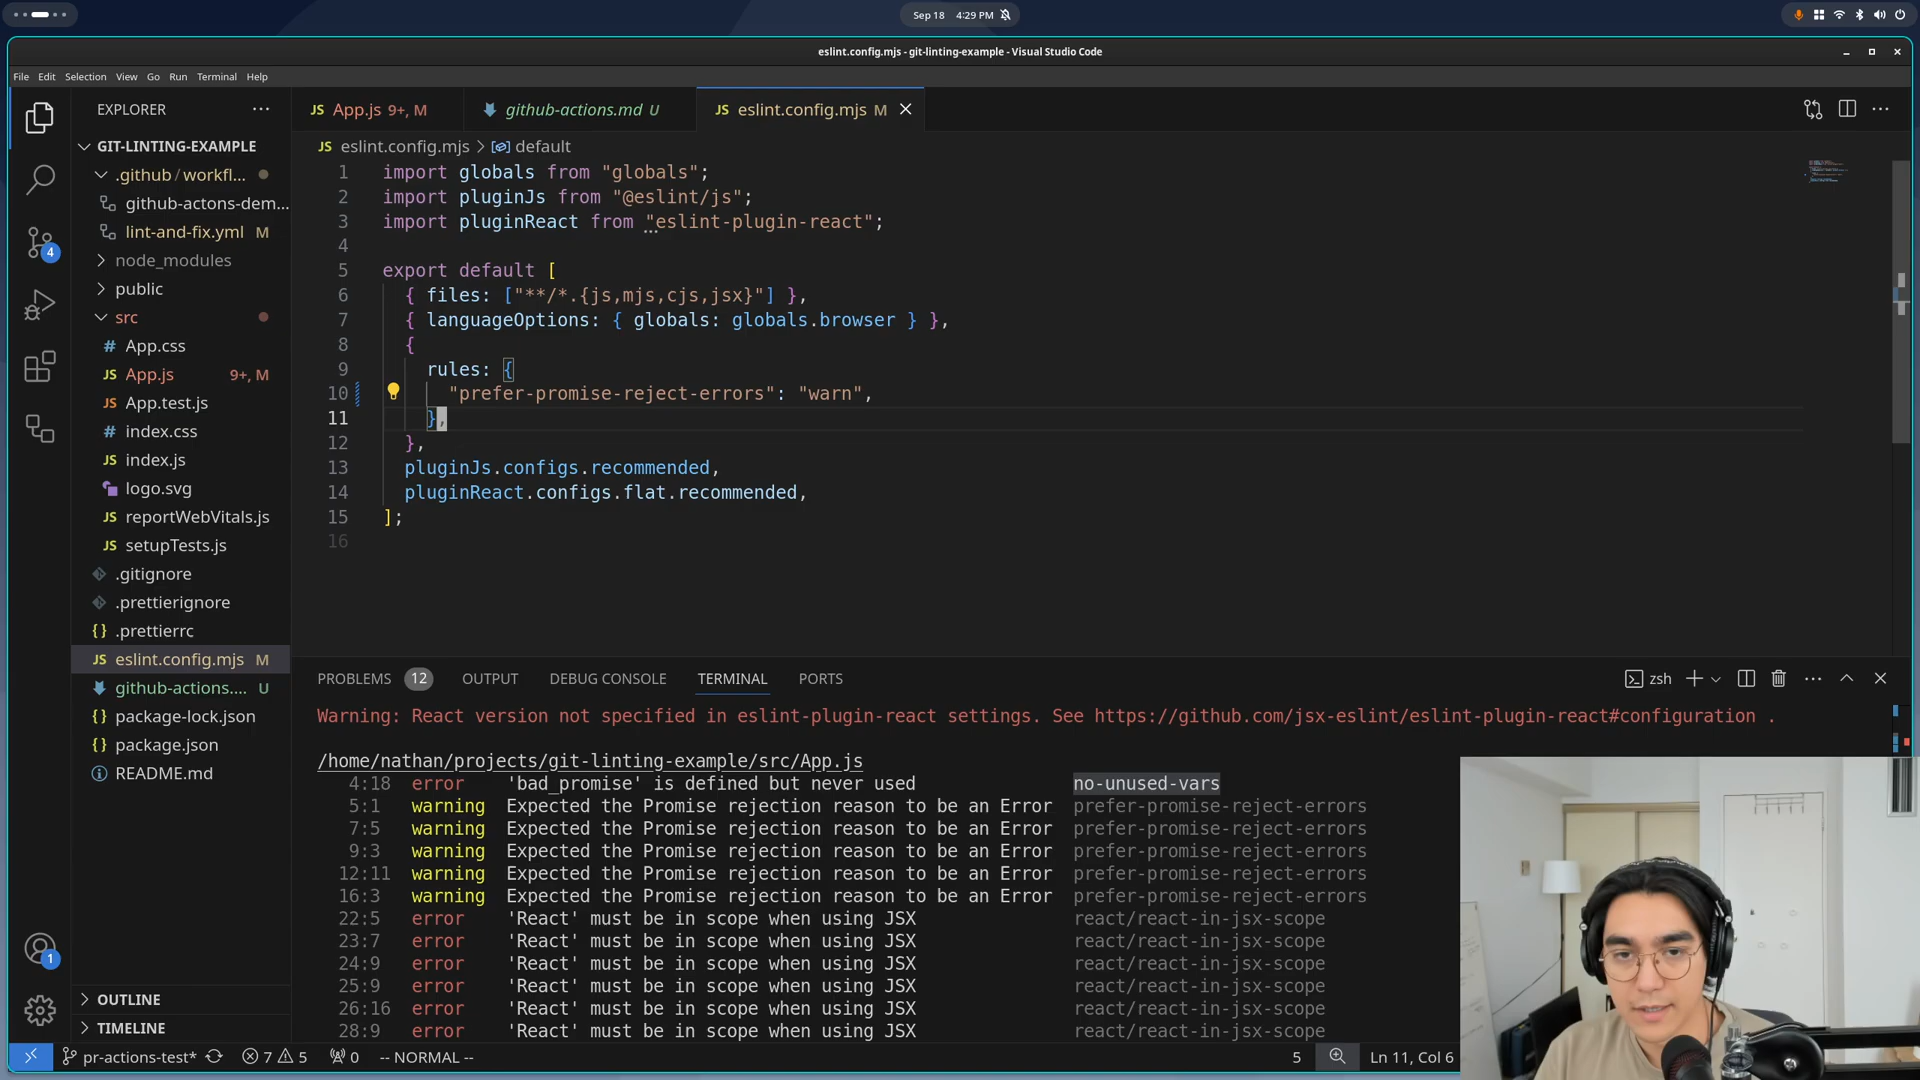 Sep 18 4:29 PM
eslint.config.mjs - git-linting-example - Visual Studio Code
File Edit Selection View Go Run Terminal Help
EXPLORER
GIT-LINTING-EXAMPLE
.github / workfl...
github-actons-dem...
lint-and-fix.yml M
node_modules
public
src
# App.css
JS App.js 9+, M
JS App.test.js
# index.css
JS index.js
logo.svg
JS reportWebVitals.js
JS setupTests.js
.gitignore
.prettierignore
{} .prettierrc
JS eslint.config.mjs M
github-actions.... U
{} package-lock.json
{} package.json
README.md
OUTLINE
TIMELINE
4
1
JS App.js 9+, M
github-actions.md U
JS eslint.config.mjs M
JS eslint.config.mjs > default
1 import globals from "globals";
2 import pluginJs from "@eslint/js";
3 import pluginReact from "eslint-plugin-react";
4
5 export default [
6 { files: ["**/*.{js,mjs,cjs,jsx}"] },
7 { languageOptions: { globals: globals.browser } },
8 {
9 rules: {
10 "prefer-promise-reject-errors": "warn",
11 },
12 },
13 pluginJs.configs.recommended,
14 pluginReact.configs.flat.recommended,
15 ];
16
PROBLEMS 12 OUTPUT DEBUG CONSOLE TERMINAL PORTS
zsh
Warning: React version not specified in eslint-plugin-react settings. See https://github.com/jsx-eslint/eslint-plugin-react#configuration .
/home/nathan/projects/git-linting-example/src/App.js
4:18 error 'bad_promise' is defined but never used no-unused-vars
5:1 warning Expected the Promise rejection reason to be an Error prefer-promise-reject-errors
7:5 warning Expected the Promise rejection reason to be an Error prefer-promise-reject-errors
9:3 warning Expected the Promise rejection reason to be an Error prefer-promise-reject-errors
12:11 warning Expected the Promise rejection reason to be an Error prefer-promise-reject-errors
16:3 warning Expected the Promise rejection reason to be an Error prefer-promise-reject-errors
22:5 error 'React' must be in scope when using JSX react/react-in-jsx-scope
23:7 error 'React' must be in scope when using JSX react/react-in-jsx-scope
24:9 error 'React' must be in scope when using JSX react/react-in-jsx-scope
25:9 error 'React' must be in scope when using JSX react/react-in-jsx-scope
26:16 error 'React' must be in scope when using JSX react/react-in-jsx-scope
28:9 error 'React' must be in scope when using JSX react/react-in-jsx-scope
pr-actions-test* 7 5 0 -- NORMAL -- 5 Ln 11, Col 6